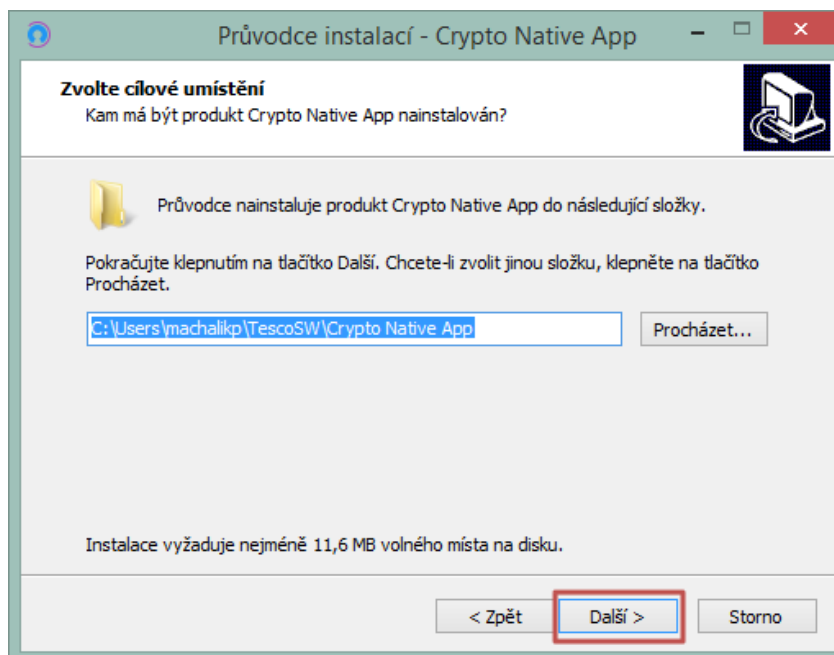 Průvodce instalací - Crypto Native App
Zvolte cílové umístění
Kam má být produkt Crypto Native App nainstalován?
Průvodce nainstaluje produkt Crypto Native App do následující složky.
Pokračujte klepnutím na tlačítko Další. Chcete-li zvolit jinou složku, klepněte na tlačítko
Procházet.
C:\Users\machalikp\TescoSW\Crypto Native App
Procházet...
Instalace vyžaduje nejméně 11,6 MB volného místa na disku.
< Zpět
Další >
Storno